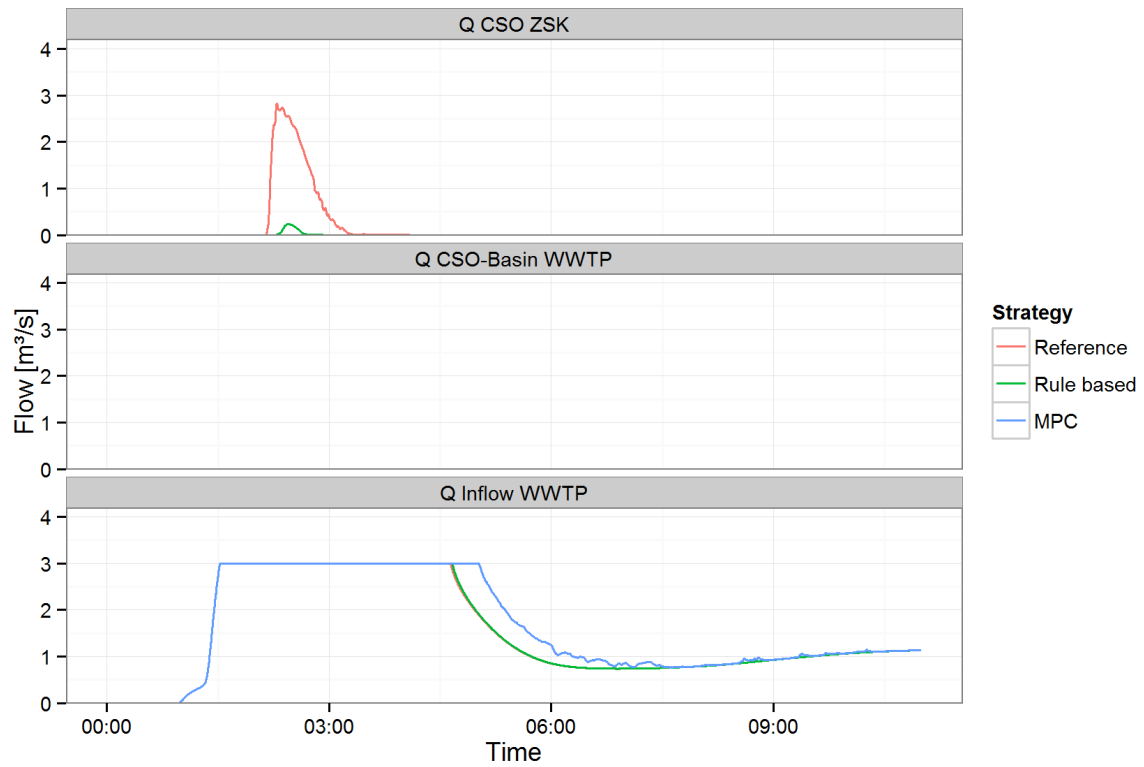 Q CSO ZSK
4
3
2
1
0
Q CSO-Basin WWTP
4
3
2
1
0
Flow [m³/s]
Q Inflow WWTP
4
3
2
1
0
00:00 03:00 06:00 09:00
Time
Strategy
Reference
Rule based
MPC